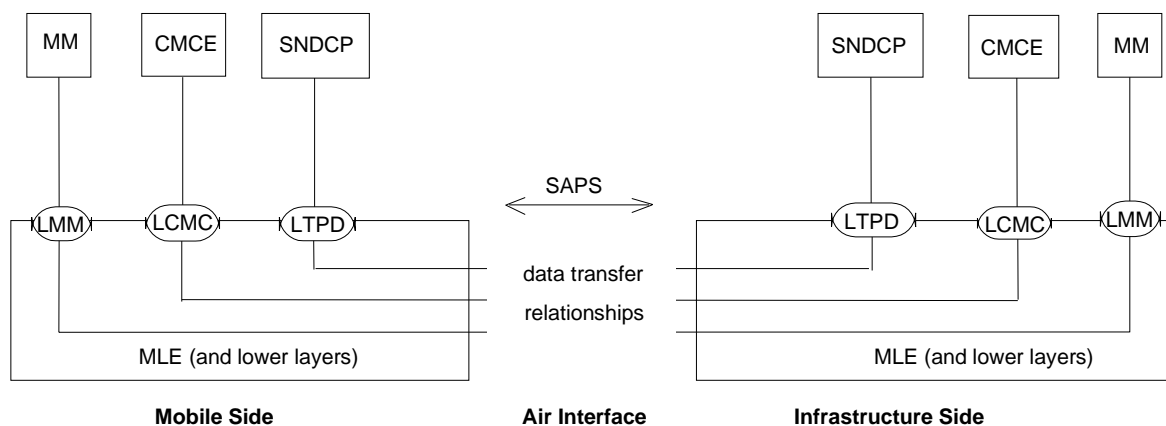 MM CMCE SNDCP SNDCP CMCE MM
SAPS
LMM LCMC LTPD LTPD LCMC LMM
data transfer
relationships
MLE (and lower layers) MLE (and lower layers)
Mobile Side Air Interface Infrastructure Side